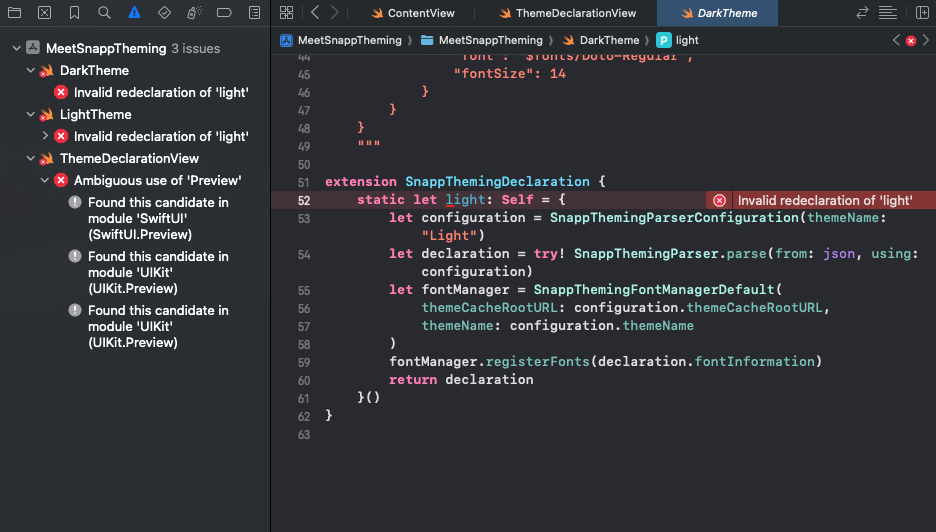 ContentView
ThemeDeclarationView
DarkTheme
MeetSnappTheming 3 issues
DarkTheme
Invalid redeclaration of 'light'
LightTheme
Invalid redeclaration of 'light'
ThemeDeclarationView
Ambiguous use of 'Preview'
Found this candidate in
module 'SwiftUI'
(SwiftUI.Preview)
Found this candidate in
module 'UIKit'
(UIKit.Preview)
Found this candidate in
module 'UIKit'
(UIKit.Preview)
MeetSnappTheming 〉 MeetSnappTheming 〉 DarkTheme 〉 P light
44 "font": "$fonts/Doto-Regular",
45 "fontSize": 14
46 }
47 }
48 }
49 """
50
51 extension SnappThemingDeclaration {
52 static let light: Self = { Invalid redeclaration of 'light'
53 let configuration = SnappThemingParserConfiguration(themeName:
"Light")
54 let declaration = try! SnappThemingParser.parse(from: json, using:
configuration)
55 let fontManager = SnappThemingFontManagerDefault(
56 themeCacheRootURL: configuration.themeCacheRootURL,
57 themeName: configuration.themeName
58 )
59 fontManager.registerFonts(declaration.fontInformation)
60 return declaration
61 }()
62 }
63